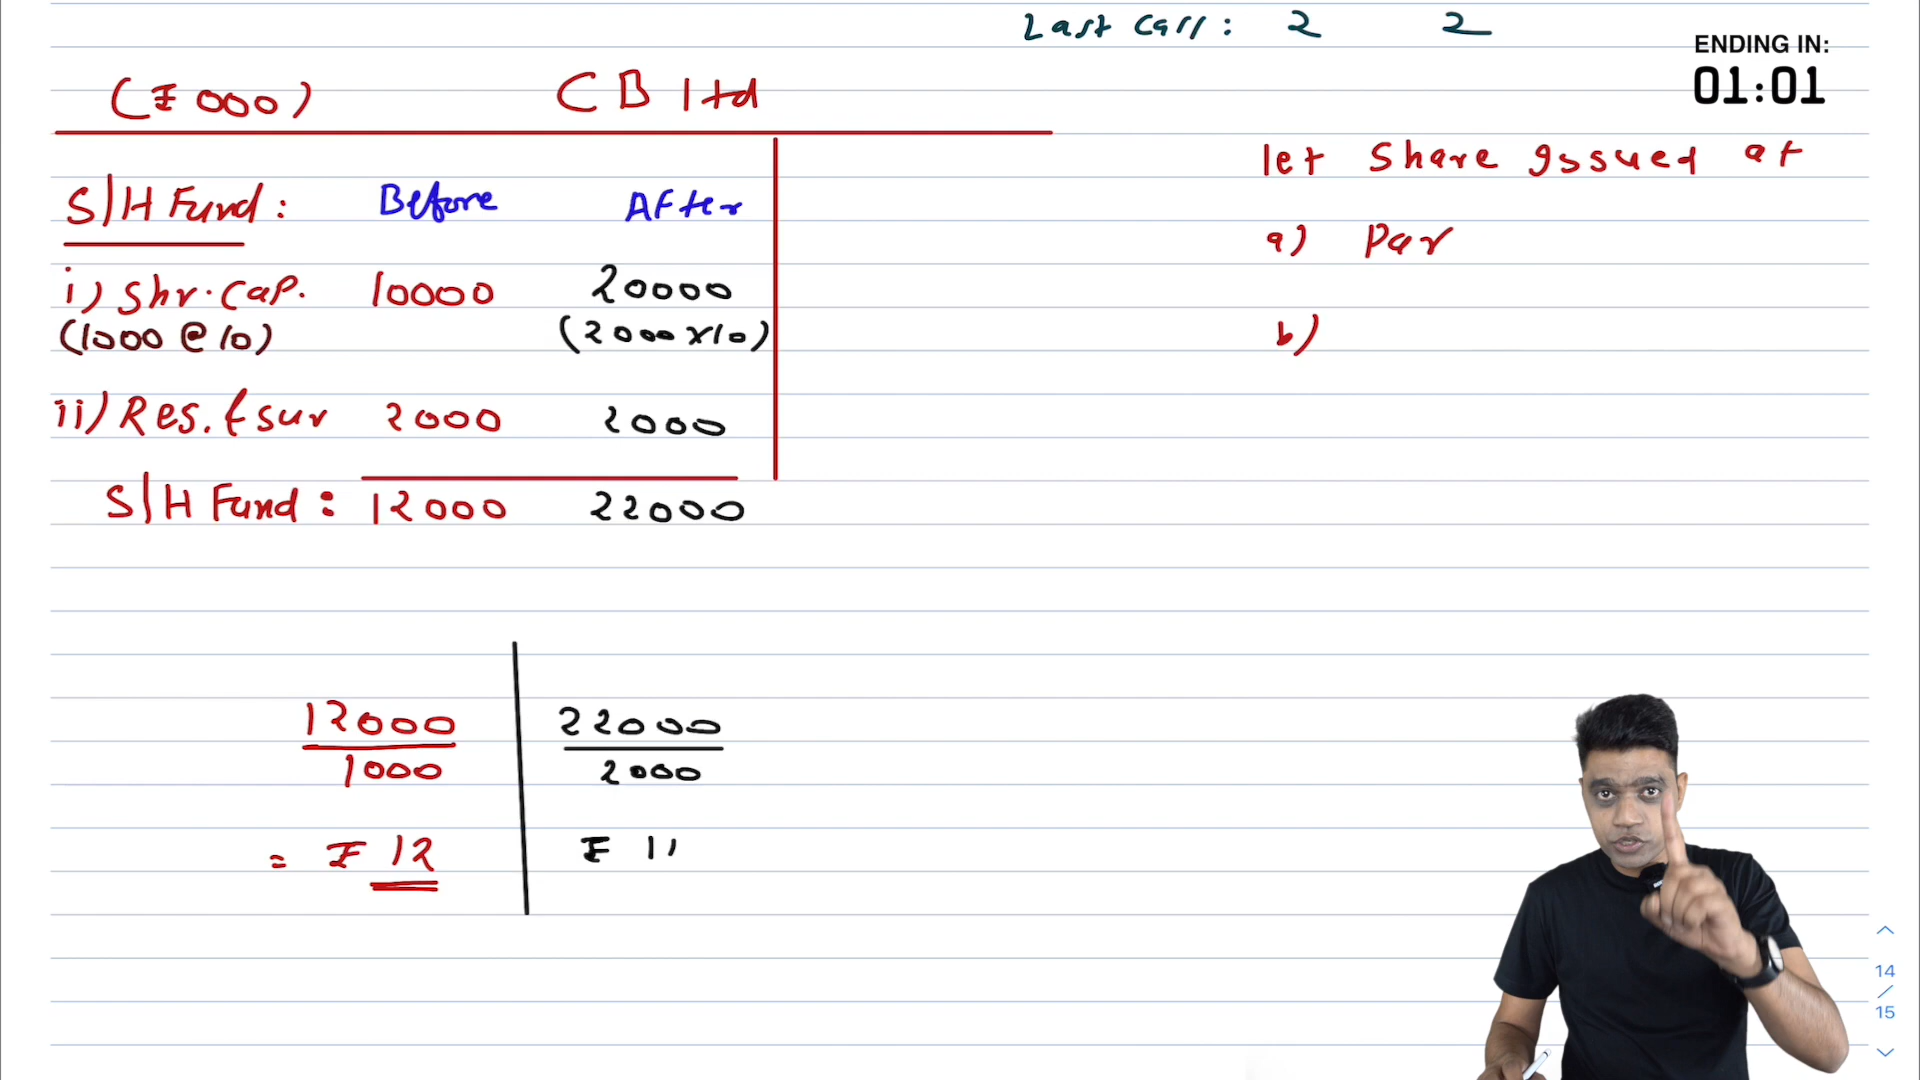 Last Call: 2 2
ENDING IN:
01:01
(₹ 000) CB ltd
let Share Issued at
S/H Fund: Before After
a) Par
i) Shr. Cap. 10000 20000
(1000 @ 10) (2000 x 10)
b)
ii) Res. & Sur 2000 2000
S/H Fund: 12000 22000
12000 22000
1000 2000
= ₹ 12 ₹ 11
14
/
15